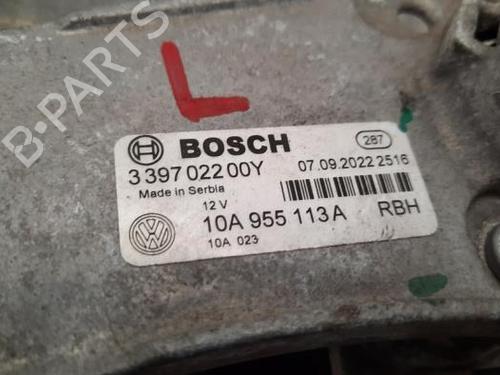 L
BOSCH 287
3 397 022 00Y 07.09.2022 2516
Made in Serbia
12 V
10A 955 113 A RBH
10A 023
B-PARTS